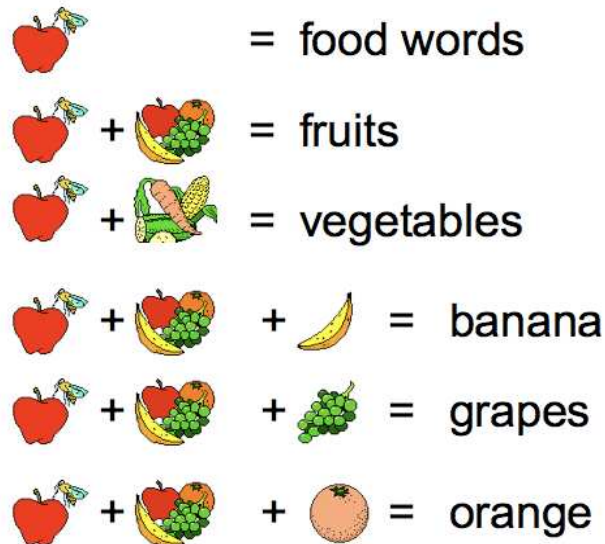 = food words
+ = fruits
+ = vegetables
+ + = banana
+ + = grapes
+ + = orange